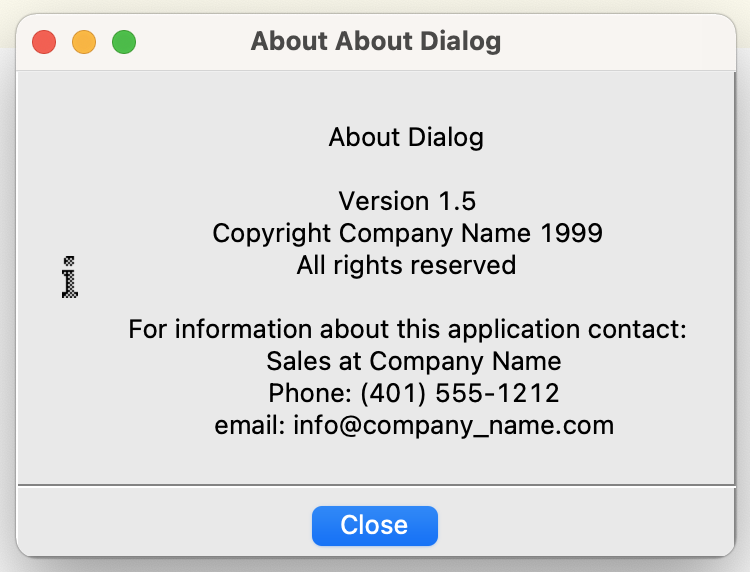 About About Dialog
About Dialog
Version 1.5
Copyright Company Name 1999
All rights reserved
For information about this application contact:
Sales at Company Name
Phone: (401) 555-1212
email: info@company_name.com
Close